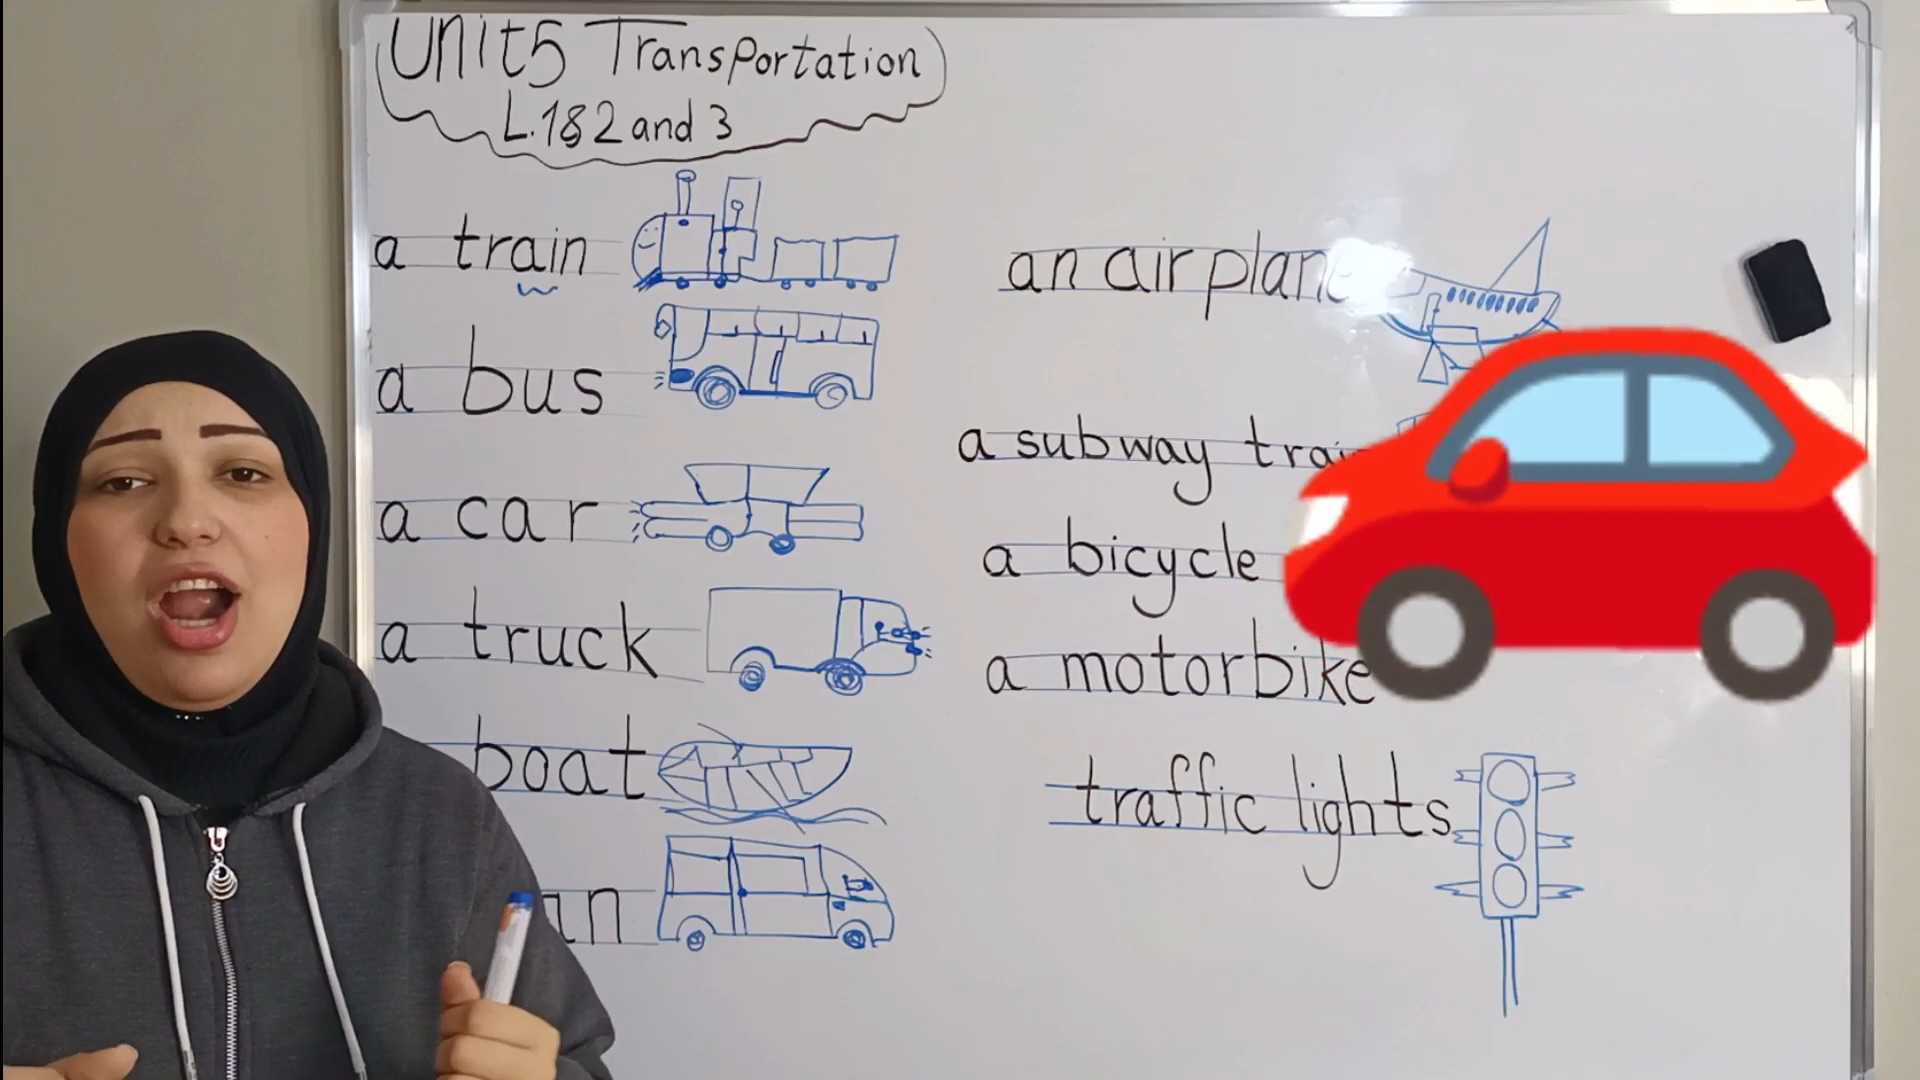 Unit5 Transportation
L.1&2 and 3
a train
a bus
a car
a truck
boat
an airplane
a subway
a bicycle
a motorbike
traffic lights